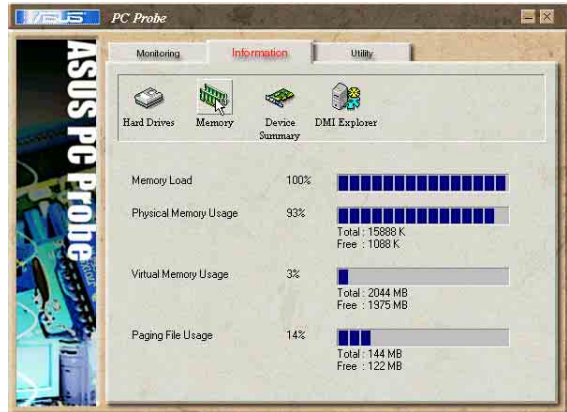 ASUS
PC Probe
ASUS PC Probe
Monitoring
Information
Utility
Hard Drives
Memory
Device
Summary
DMI Explorer
Memory Load
100%
Physical Memory Usage
93%
Total : 15888 K
Free : 1088 K
Virtual Memory Usage
3%
Total : 2044 MB
Free : 1975 MB
Paging File Usage
14%
Total : 144 MB
Free : 122 MB